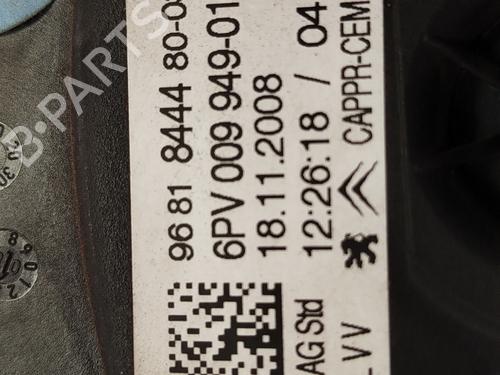 96 81 8444 80-0
6PV 009 949-01
18.11.2008
12:26:18 / 04
CAPPR-CEM
AG Std
L V V
B-PARTS